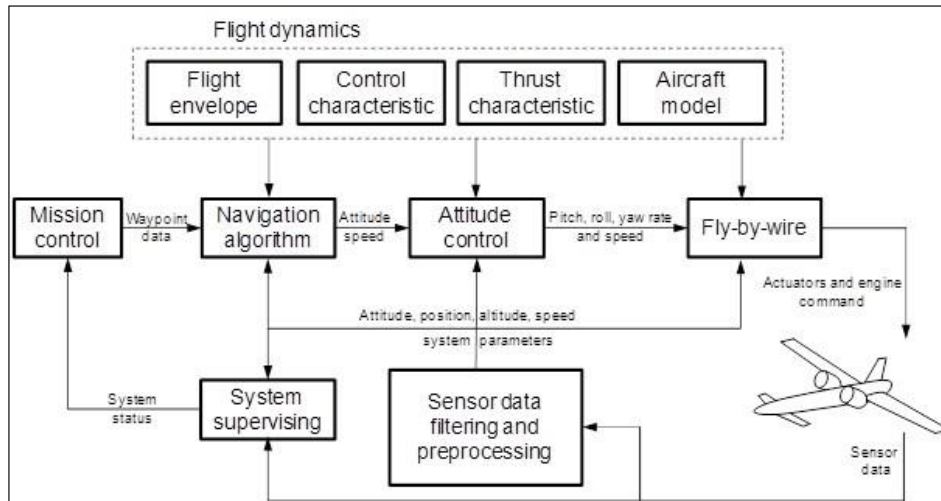 Flight dynamics
Flight
envelope
Control
characteristic
Thrust
characteristic
Aircraft
model
Mission
control
Waypoint
data
Navigation
algorithm
Attitude
speed
Attitude
control
Pitch, roll, yaw rate
and speed
Fly-by-wire
Actuators and engine
command
Attitude, position, altitude, speed
system parameters
System
status
System
supervising
Sensor data
filtering and
preprocessing
Sensor
data